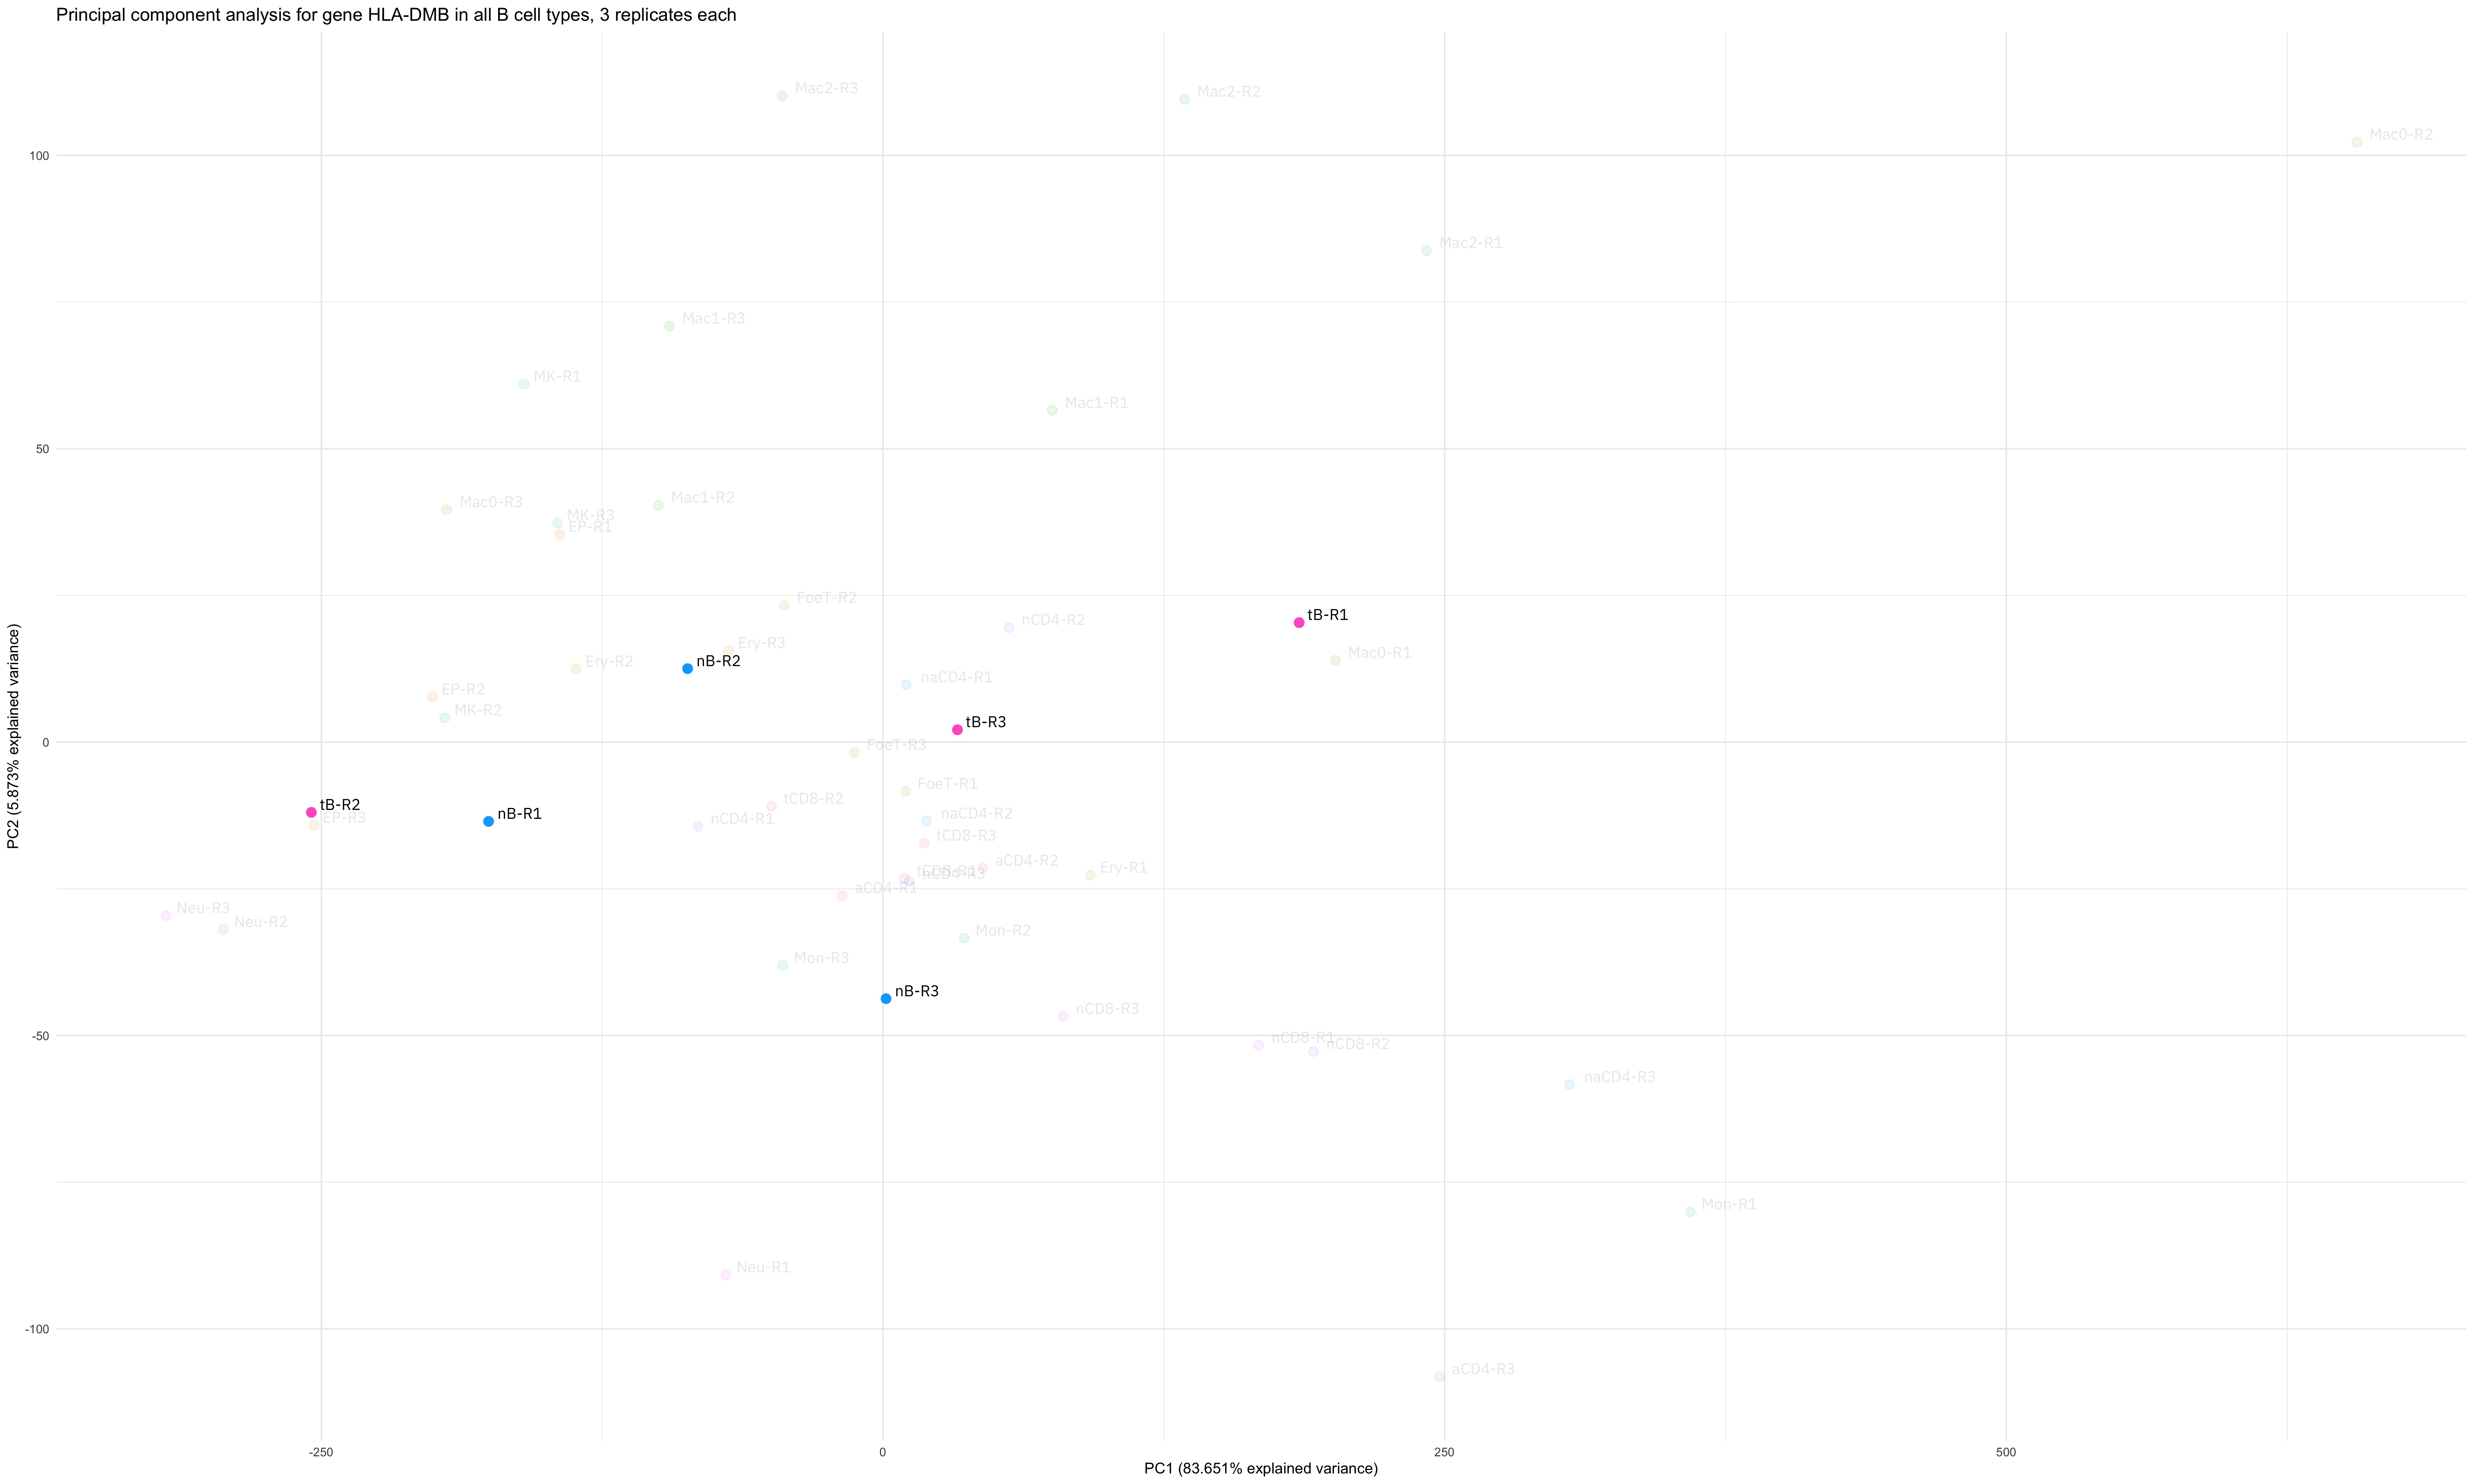 Principal component analysis for gene HLA-DMB in all B cell types, 3 replicates each
Mac2-R3
Mac2-R2
Mac0-R2
100
Mac2-R1
Mac1-R3
MK-R1
Mac1-R1
50
Mac0-R3
Mac1-R2
MK-R3
EP-R1
FoeT-R2
tB-R1
nCD4-R2
Ery-R3
Mac0-R1
nB-R2
Ery-R2
naCD4-R1
EP-R2
MK-R2
tB-R3
0
FoeT-R3
PC2 (5.873% explained variance)
FoeT-R1
tCD8-R2
tB-R2
nB-R1
naCD4-R2
EP-R3
nCD4-R1
tCD8-R3
aCD4-R2
Ery-R1
tCD8-R1
nCD4-R3
aCD4-R1
Neu-R3
Neu-R2
Mon-R2
Mon-R3
nB-R3
nCD8-R3
-50
nCD8-R1
nCD8-R2
naCD4-R3
Mon-R1
Neu-R1
-100
aCD4-R3
-250
0
250
500
PC1 (83.651% explained variance)